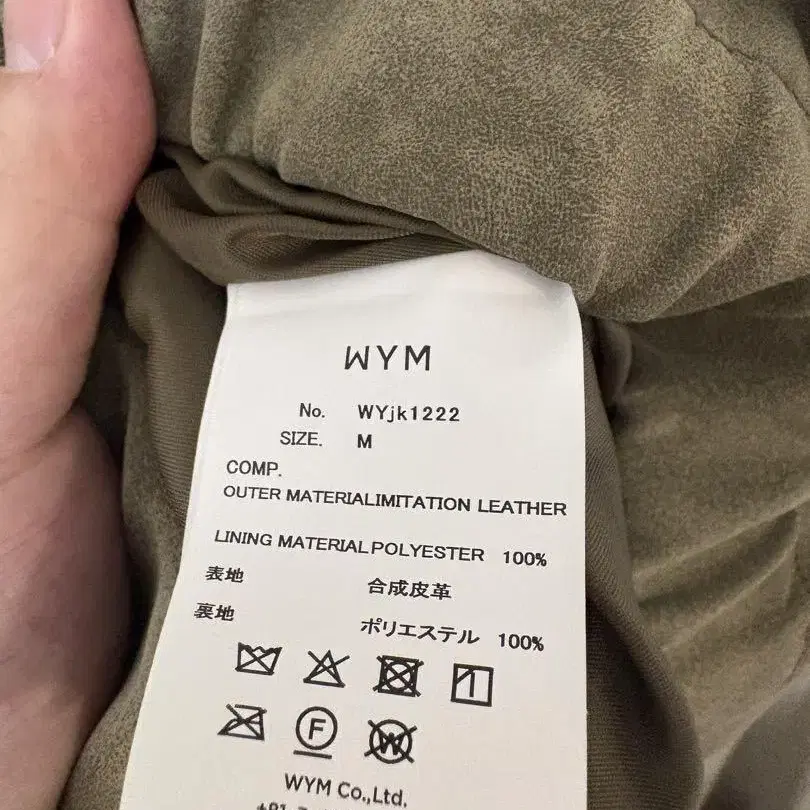 WYM
No. WYjk1222
SIZE. M
COMP.
OUTER MATERIALIMITATION LEATHER
LINING MATERIALPOLYESTER 100%
表地 合成皮革
裏地 ポリエステル 100%
F
W
WYM Co.,Ltd.